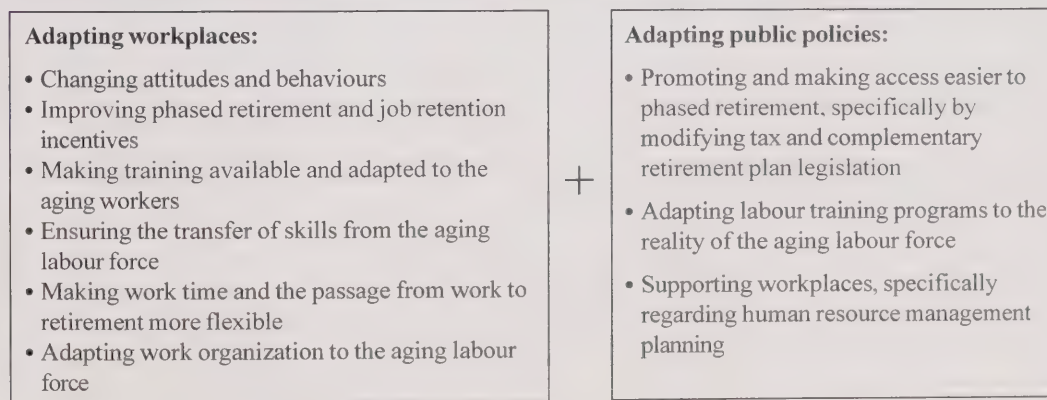 Adapting workplaces:
• Changing attitudes and behaviours
• Improving phased retirement and job retention
incentives
• Making training available and adapted to the
aging workers
• Ensuring the transfer of skills from the aging
labour force
• Making work time and the passage from work to
retirement more flexible
• Adapting work organization to the aging labour
force
+
Adapting public policies:
• Promoting and making access easier to
phased retirement, specifically by
modifying tax and complementary
retirement plan legislation
• Adapting labour training programs to the
reality of the aging labour force
• Supporting workplaces, specifically
regarding human resource management
planning